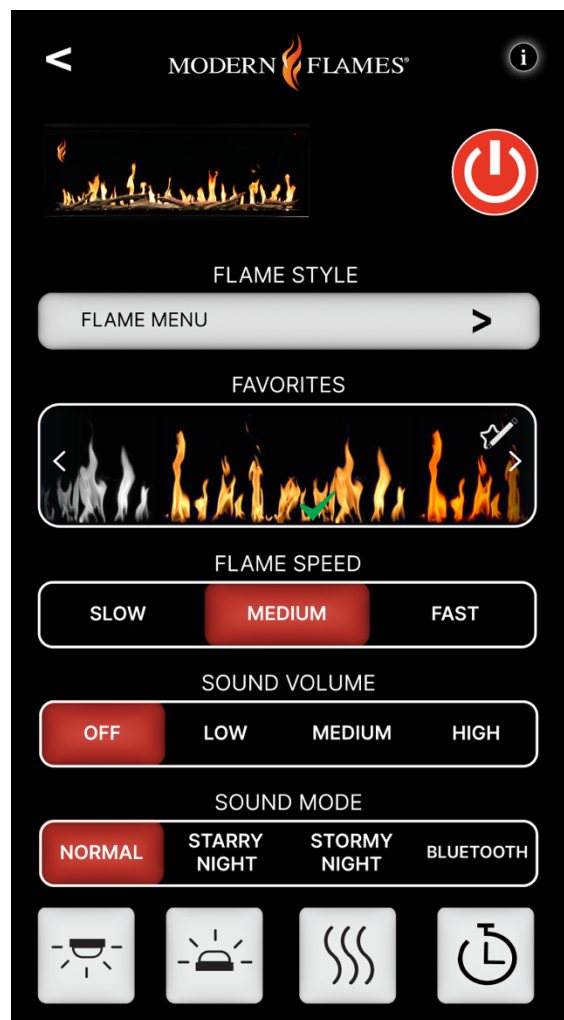 <
i
MODERN FLAMES®
FLAME STYLE
FLAME MENU >
FAVORITES
< >
FLAME SPEED
SLOW MEDIUM FAST
SOUND VOLUME
OFF LOW MEDIUM HIGH
SOUND MODE
NORMAL STARRY NIGHT STORMY NIGHT BLUETOOTH